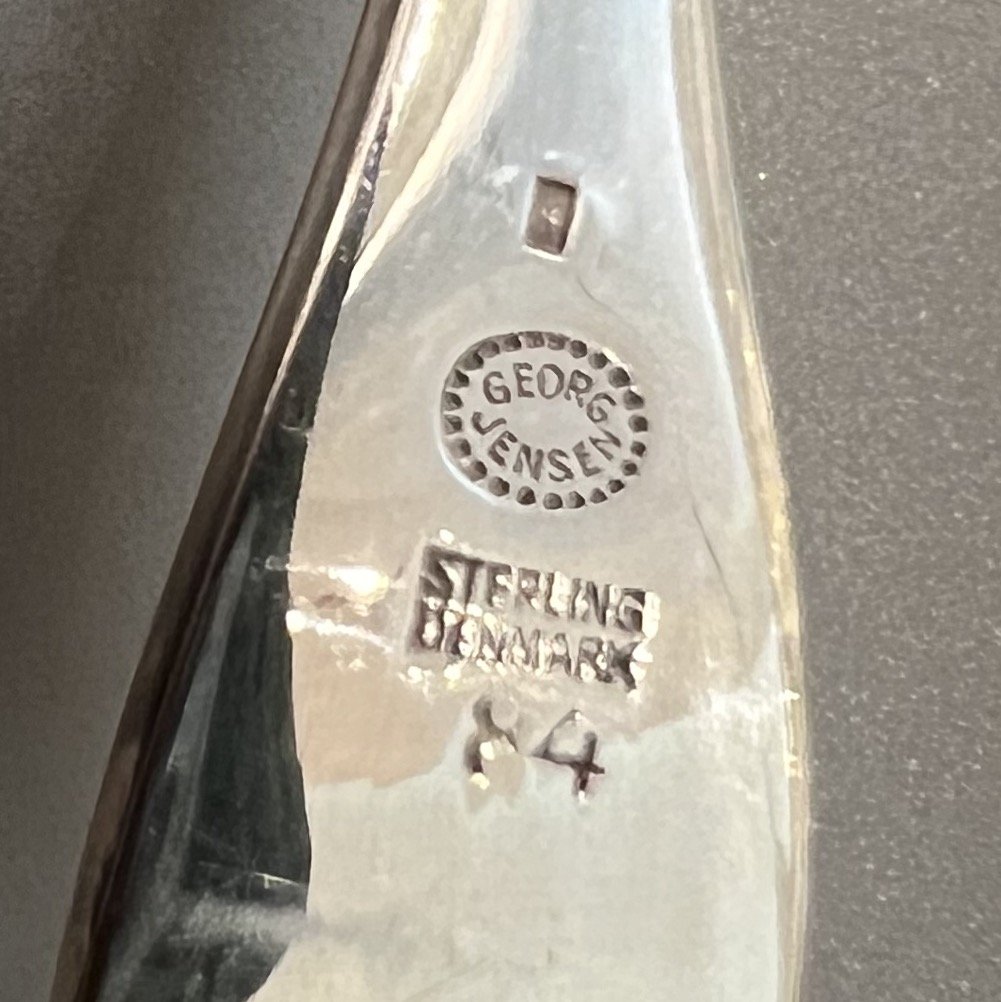 GEORG
JENSEN
STERLING
DENMARK
84